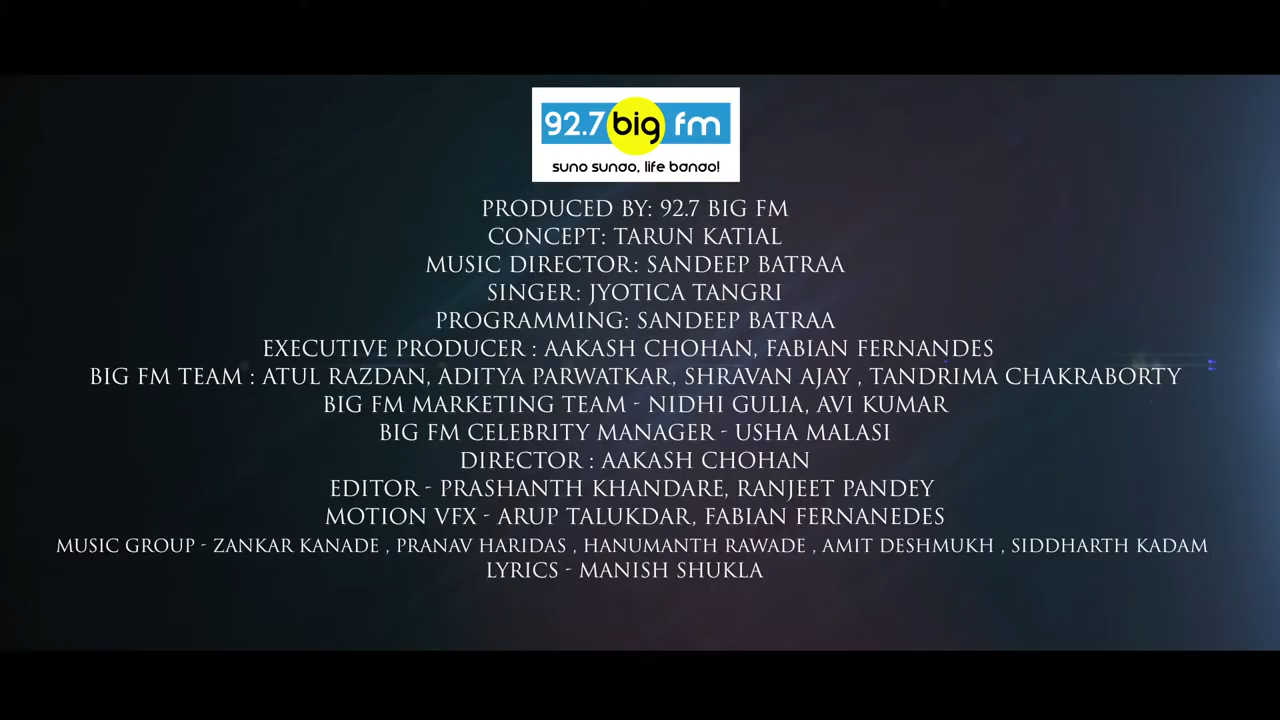 92.7 big fm
suno sunao, life banao!
PRODUCED BY: 92.7 BIG FM
CONCEPT: TARUN KATIAL
MUSIC DIRECTOR: SANDEEP BATRAA
SINGER: JYOTICA TANGRI
PROGRAMMING: SANDEEP BATRAA
EXECUTIVE PRODUCER : AAKASH CHOHAN, FABIAN FERNANDES
BIG FM TEAM : ATUL RAZDAN, ADITYA PARWATKAR, SHRAVAN AJAY , TANDRIMA CHAKRABORTY
BIG FM MARKETING TEAM - NIDHI GULIA, AVI KUMAR
BIG FM CELEBRITY MANAGER - USHA MALASI
DIRECTOR : AAKASH CHOHAN
EDITOR - PRASHANTH KHANDARE, RANJEET PANDEY
MOTION VFX - ARUP TALUKDAR, FABIAN FERNANEDES
MUSIC GROUP - ZANKAR KANADE , PRANAV HARIDAS , HANUMANTH RAWADE , AMIT DESHMUKH , SIDDHARTH KADAM
LYRICS - MANISH SHUKLA